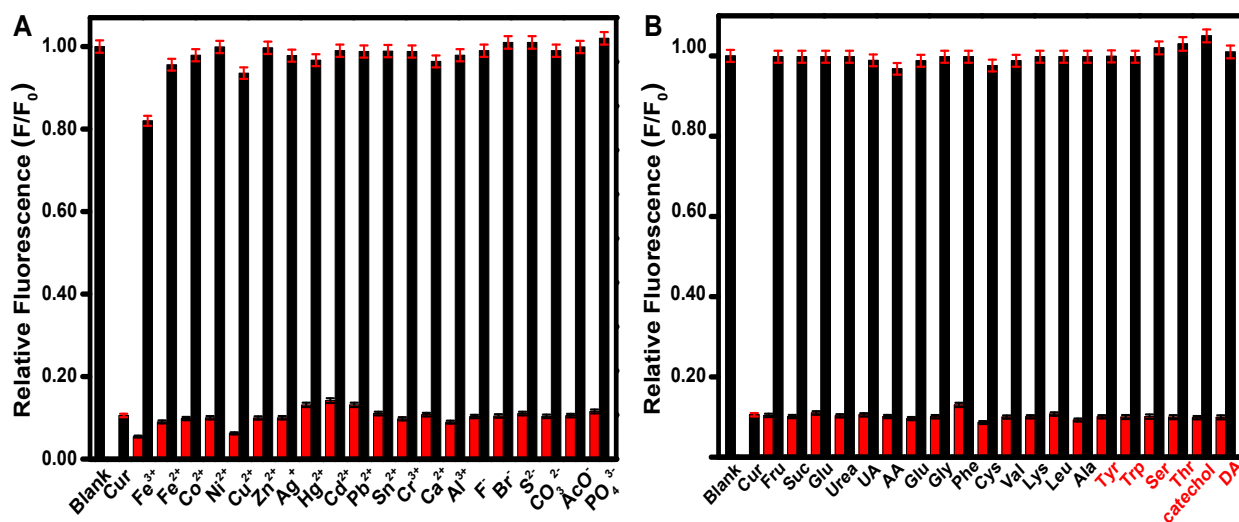 A
Relative Fluorescence (F/F₀)
1.00
0.80
0.60
0.40
0.20
0.00
Blank
Cur
Fe³⁺
Fe²⁺
Co²⁺
Ni²⁺
Cu²⁺
Zn²⁺
Ag⁺
Hg²⁺
Cd²⁺
Pb²⁺
Sn²⁺
Cr³⁺
Ca²⁺
Al³⁺
F⁻
Br⁻
S²⁻
CO₃²⁻
AcO⁻
PO₄³⁻
B
Relative Fluorescence (F/F₀)
1.00
0.80
0.60
0.40
0.20
Blank
Cur
Fru
Suc
Glu
Urea
UA
AA
Glu
Gly
Phe
Cys
Val
Lys
Leu
Ala
Tyr
Trp
Ser
Thr
catechol
DA